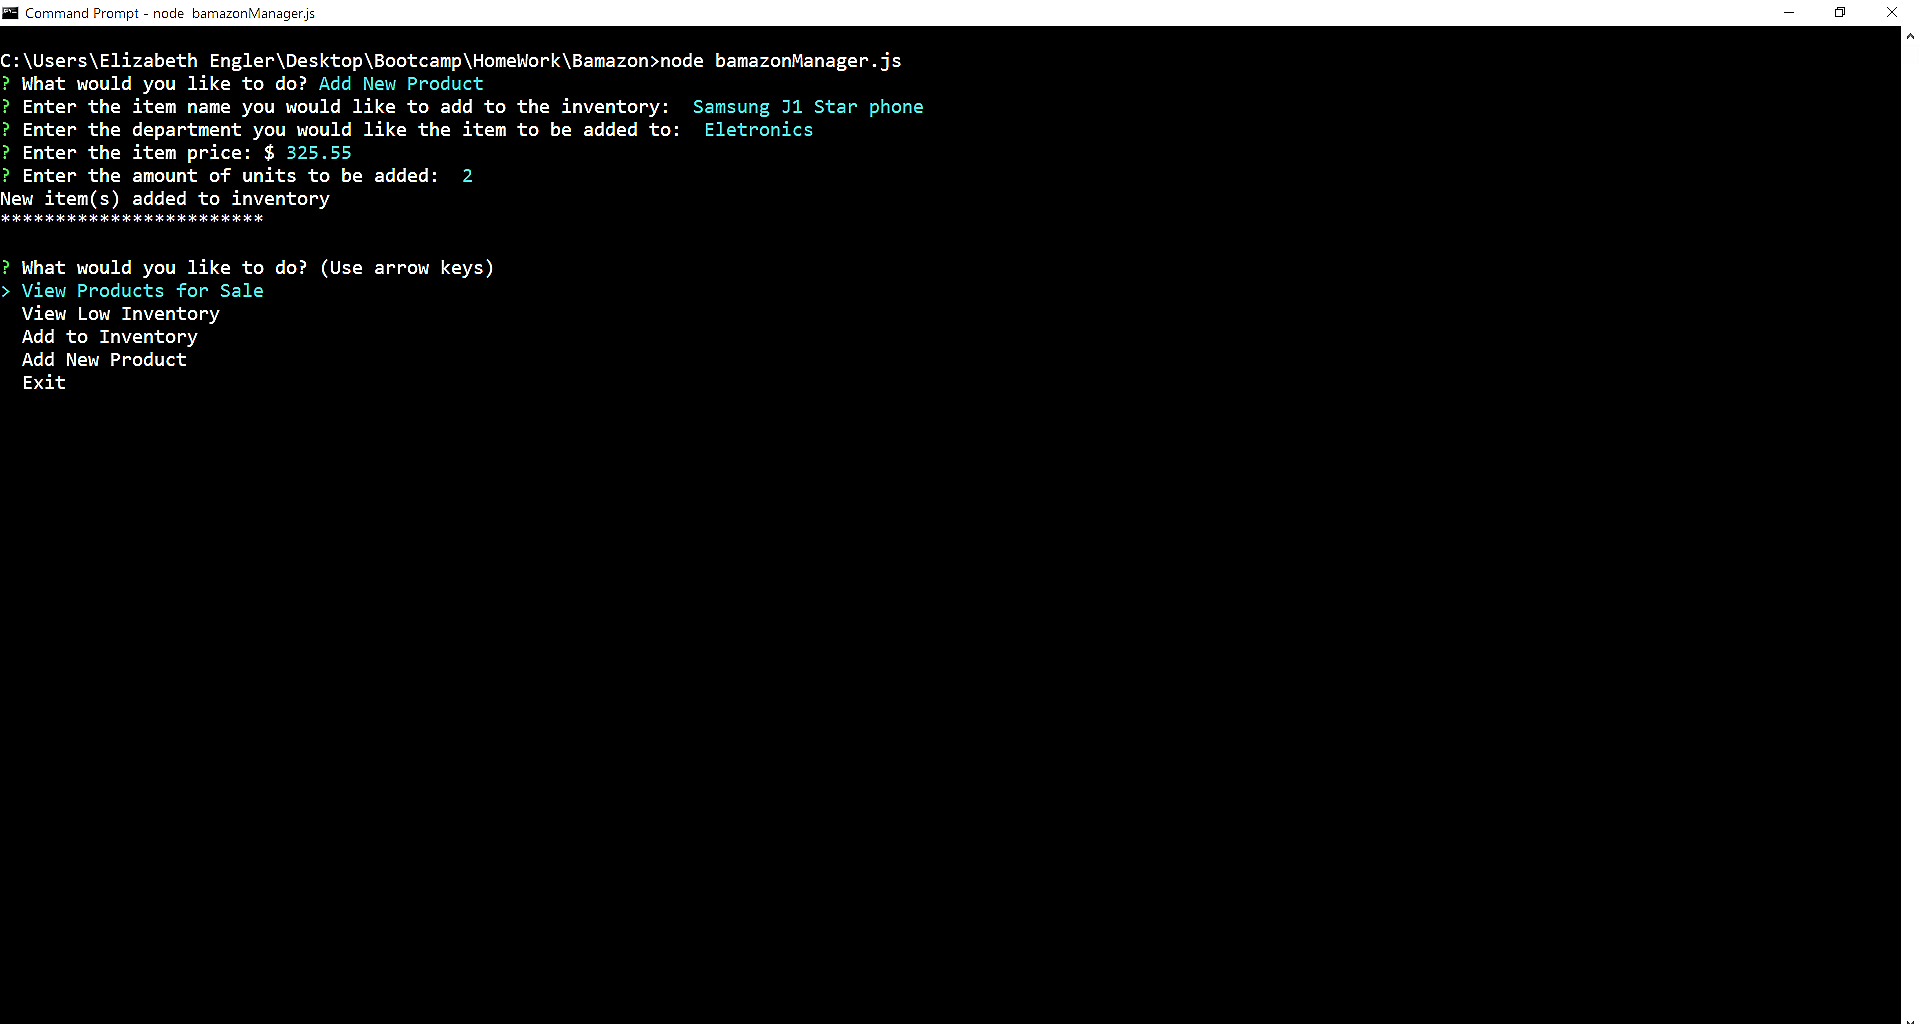 Command Prompt - node  bamazonManager.js
C:\Users\Elizabeth Engler\Desktop\Bootcamp\HomeWork\Bamazon>node bamazonManager.js
? What would you like to do? Add New Product
? Enter the item name you would like to add to the inventory:  Samsung J1 Star phone
? Enter the department you would like the item to be added to:  Eletronics
? Enter the item price: $ 325.55
? Enter the amount of units to be added:  2
New item(s) added to inventory
************************
? What would you like to do? (Use arrow keys)
> View Products for Sale
  View Low Inventory
  Add to Inventory
  Add New Product
  Exit